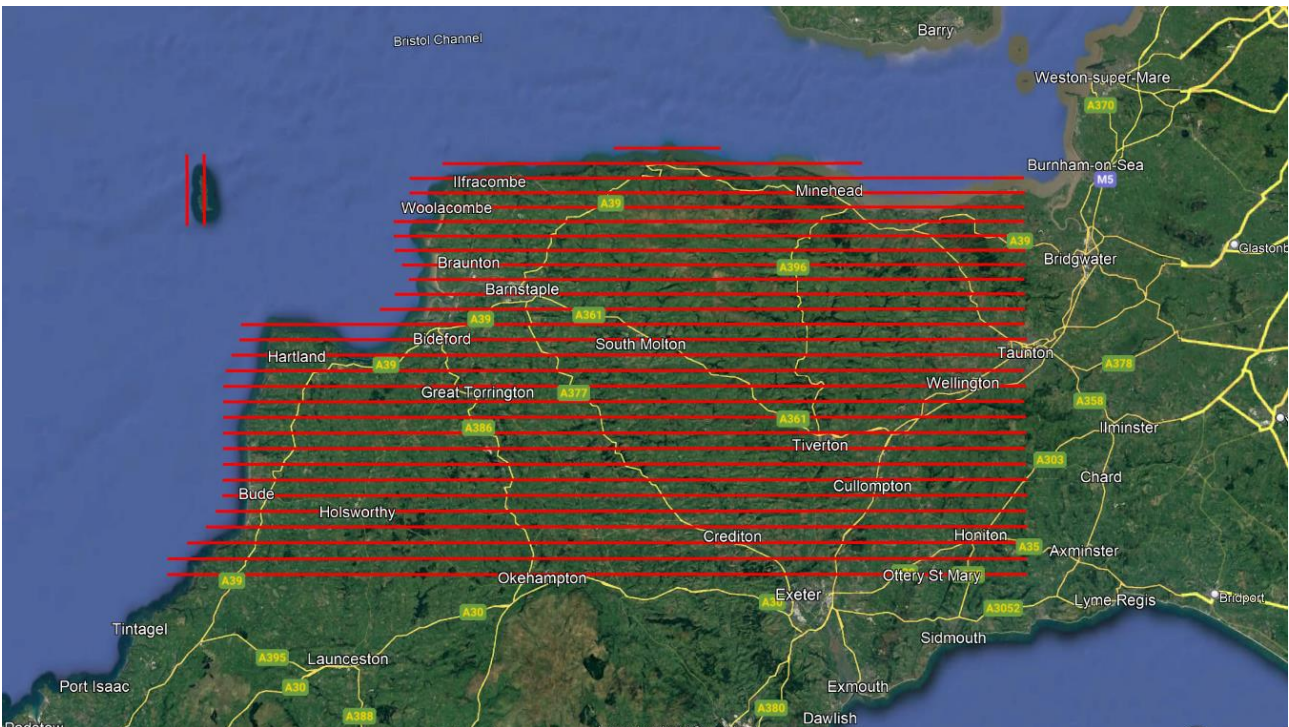 Barry
Bristol Channel
Weston-super-Mare
A370
Burnham-on-Sea
M5
Ilfracombe
Minehead
A39
Woolacombe
A39
Glastonb
Braunton
A396
Bridgwater
Barnstaple
A39
A361
Bideford
South Molton
Taunton
Hartland
A39
A378
Great Torrington
A377
Wellington
A358
A386
A361
Ilminster
Tiverton
A303
Chard
Cullompton
Bude
Holsworthy
Crediton
Honiton
A35
Axminster
Okehampton
Ottery St Mary
A39
Exeter
A30
Lyme Regis
Bridport
A30
A3052
Tintagel
Sidmouth
A395
Launceston
Port Isaac
A30
Exmouth
A388
A380
Dawlish
Padstow